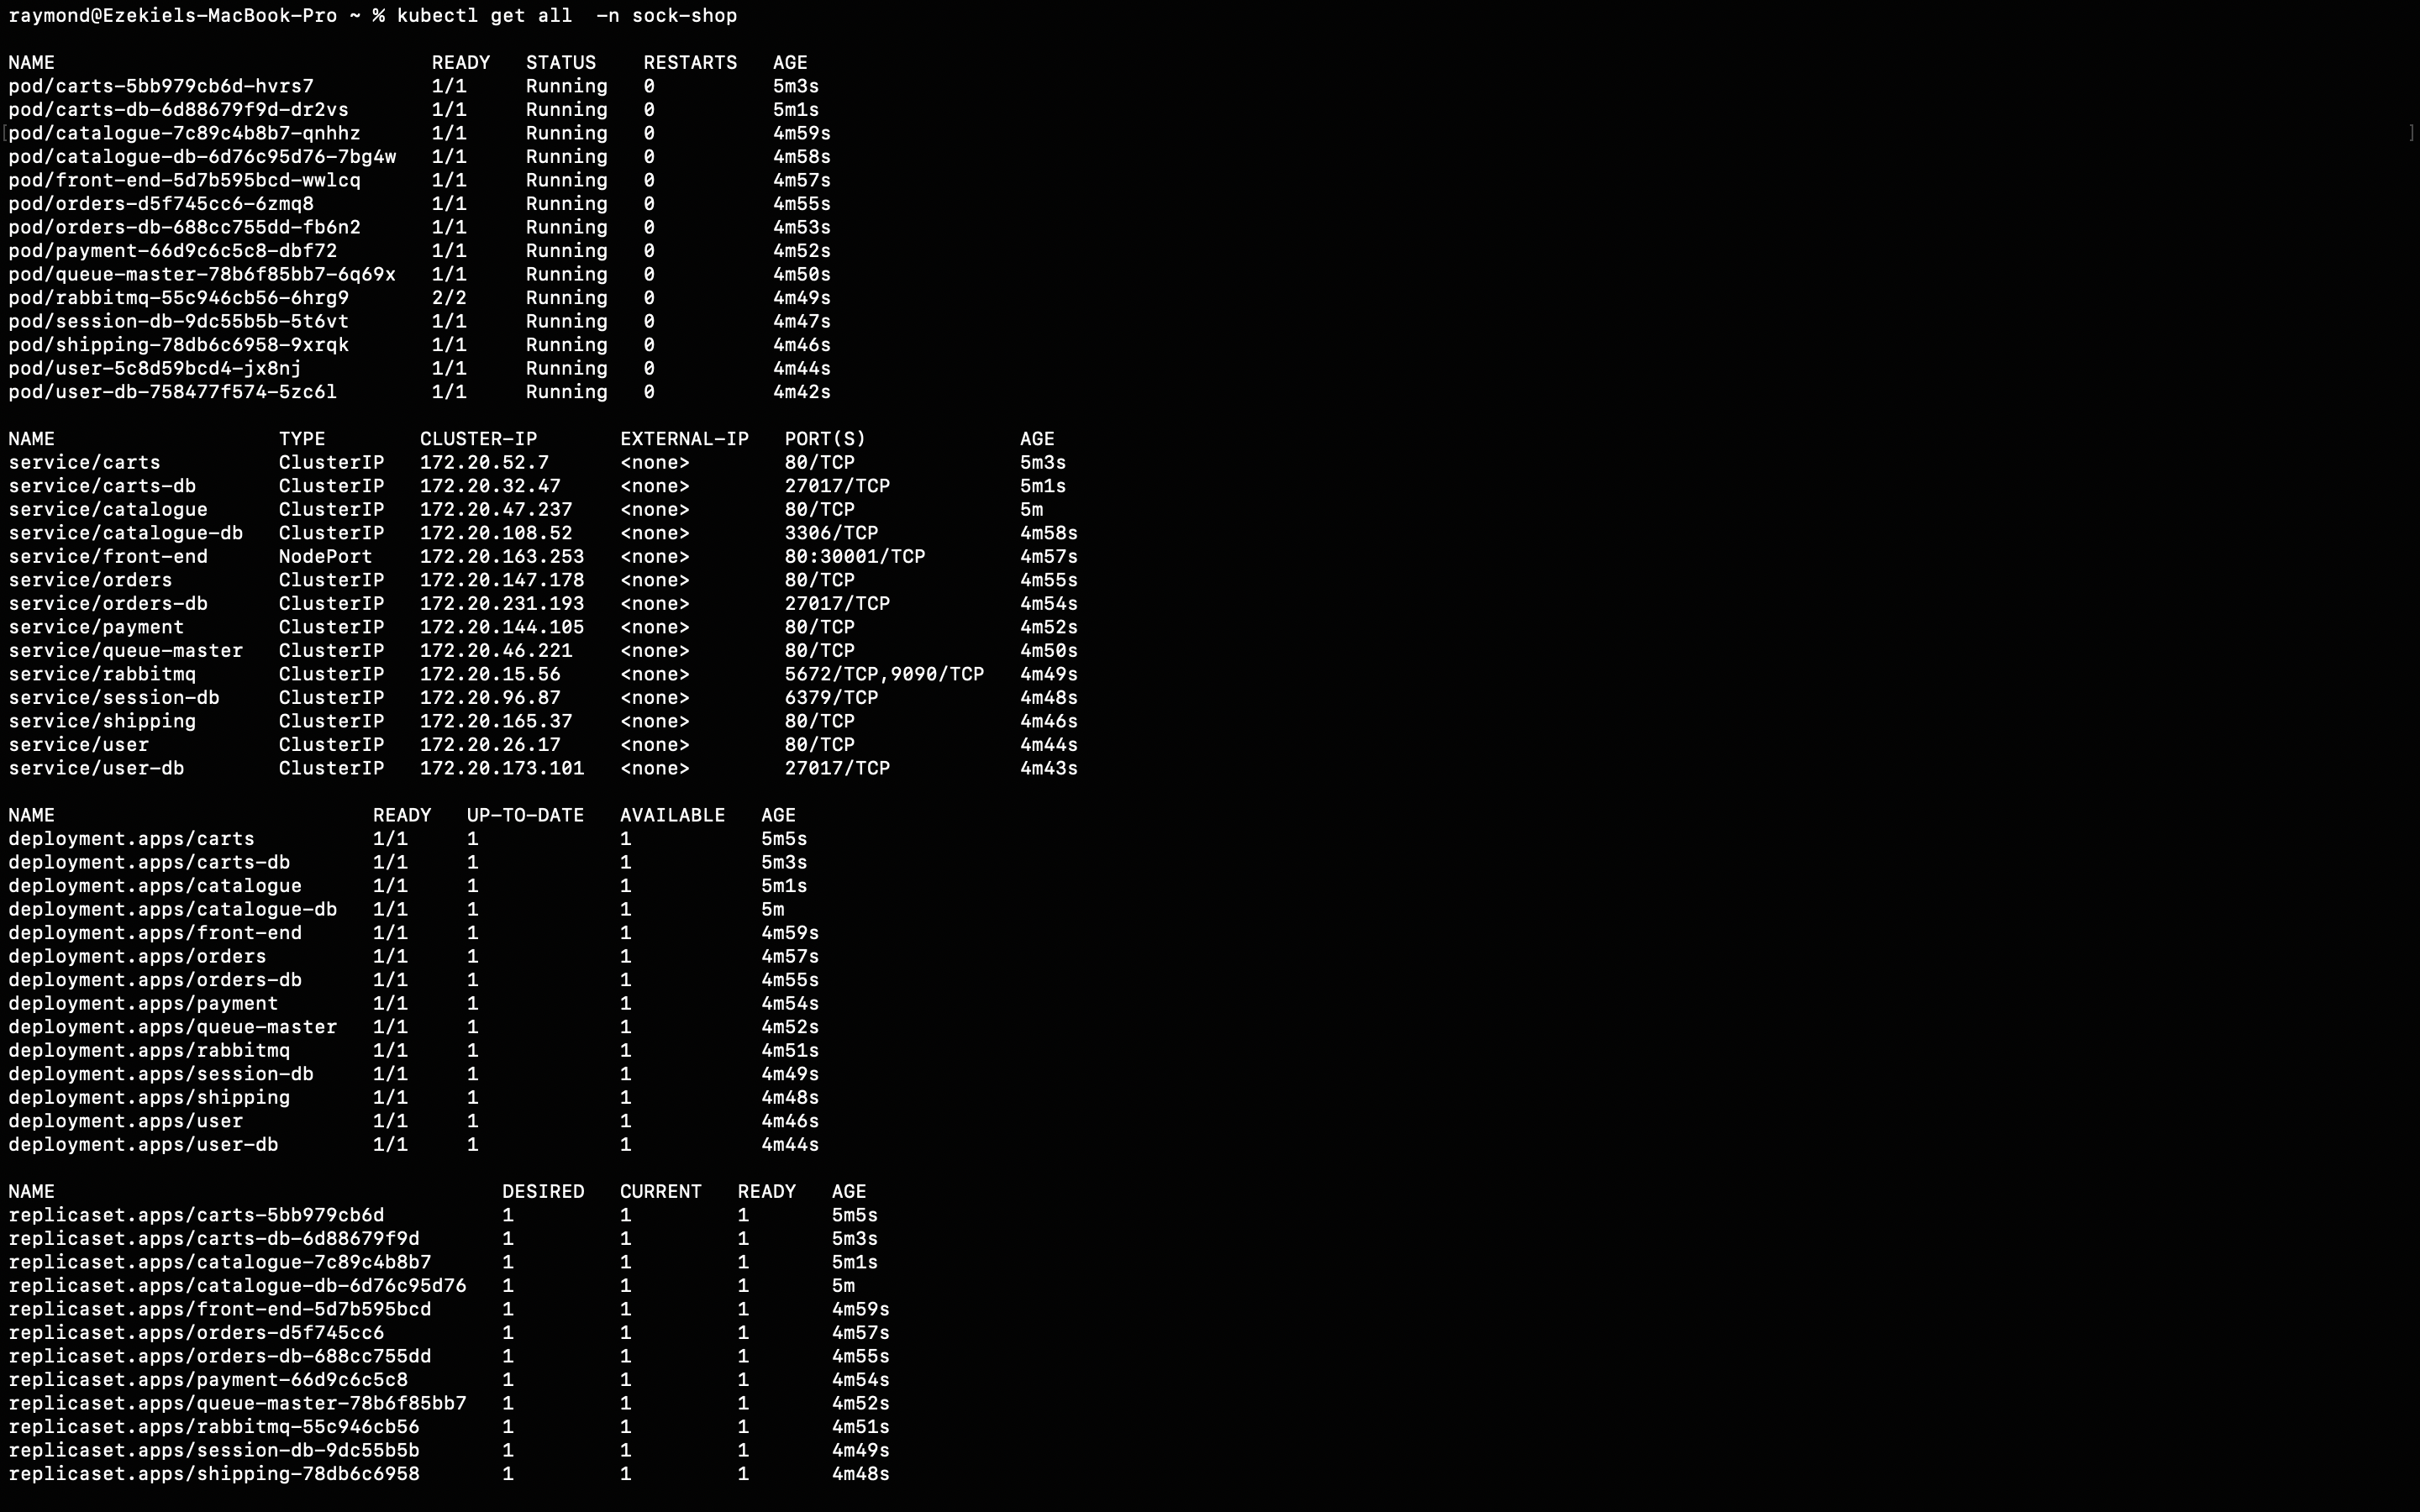 raymond@Ezekiels-MacBook-Pro ~ % kubectl get all  -n sock-shop
NAME                                READY   STATUS    RESTARTS   AGE
pod/carts-5bb979cb6d-hvrs7          1/1     Running   0          5m3s
pod/carts-db-6d88679f9d-dr2vs       1/1     Running   0          5m1s
[pod/catalogue-7c89c4b8b7-qnhhz      1/1     Running   0          4m59s ]
pod/catalogue-db-6d76c95d76-7bg4w   1/1     Running   0          4m58s
pod/front-end-5d7b595bcd-wwlcq      1/1     Running   0          4m57s
pod/orders-d5f745cc6-6zmq8          1/1     Running   0          4m55s
pod/orders-db-688cc755dd-fb6n2      1/1     Running   0          4m53s
pod/payment-66d9c6c5c8-dbf72        1/1     Running   0          4m52s
pod/queue-master-78b6f85bb7-6q69x   1/1     Running   0          4m50s
pod/rabbitmq-55c946cb56-6hrg9       2/2     Running   0          4m49s
pod/session-db-9dc55b5b-5t6vt       1/1     Running   0          4m47s
pod/shipping-78db6c6958-9xrqk       1/1     Running   0          4m46s
pod/user-5c8d59bcd4-jx8nj           1/1     Running   0          4m44s
pod/user-db-758477f574-5zc6l        1/1     Running   0          4m42s
NAME                   TYPE        CLUSTER-IP       EXTERNAL-IP   PORT(S)             AGE
service/carts          ClusterIP   172.20.52.7      <none>        80/TCP              5m3s
service/carts-db       ClusterIP   172.20.32.47     <none>        27017/TCP           5m1s
service/catalogue      ClusterIP   172.20.47.237    <none>        80/TCP              5m
service/catalogue-db   ClusterIP   172.20.108.52    <none>        3306/TCP            4m58s
service/front-end      NodePort    172.20.163.253   <none>        80:30001/TCP        4m57s
service/orders         ClusterIP   172.20.147.178   <none>        80/TCP              4m55s
service/orders-db      ClusterIP   172.20.231.193   <none>        27017/TCP           4m54s
service/payment        ClusterIP   172.20.144.105   <none>        80/TCP              4m52s
service/queue-master   ClusterIP   172.20.46.221    <none>        80/TCP              4m50s
service/rabbitmq       ClusterIP   172.20.15.56     <none>        5672/TCP,9090/TCP   4m49s
service/session-db     ClusterIP   172.20.96.87     <none>        6379/TCP            4m48s
service/shipping       ClusterIP   172.20.165.37    <none>        80/TCP              4m46s
service/user           ClusterIP   172.20.26.17     <none>        80/TCP              4m44s
service/user-db        ClusterIP   172.20.173.101   <none>        27017/TCP           4m43s
NAME                           READY   UP-TO-DATE   AVAILABLE   AGE
deployment.apps/carts          1/1     1            1           5m5s
deployment.apps/carts-db       1/1     1            1           5m3s
deployment.apps/catalogue      1/1     1            1           5m1s
deployment.apps/catalogue-db   1/1     1            1           5m
deployment.apps/front-end      1/1     1            1           4m59s
deployment.apps/orders         1/1     1            1           4m57s
deployment.apps/orders-db      1/1     1            1           4m55s
deployment.apps/payment        1/1     1            1           4m54s
deployment.apps/queue-master   1/1     1            1           4m52s
deployment.apps/rabbitmq       1/1     1            1           4m51s
deployment.apps/session-db     1/1     1            1           4m49s
deployment.apps/shipping       1/1     1            1           4m48s
deployment.apps/user           1/1     1            1           4m46s
deployment.apps/user-db        1/1     1            1           4m44s
NAME                                      DESIRED   CURRENT   READY   AGE
replicaset.apps/carts-5bb979cb6d          1         1         1       5m5s
replicaset.apps/carts-db-6d88679f9d       1         1         1       5m3s
replicaset.apps/catalogue-7c89c4b8b7      1         1         1       5m1s
replicaset.apps/catalogue-db-6d76c95d76   1         1         1       5m
replicaset.apps/front-end-5d7b595bcd      1         1         1       4m59s
replicaset.apps/orders-d5f745cc6          1         1         1       4m57s
replicaset.apps/orders-db-688cc755dd      1         1         1       4m55s
replicaset.apps/payment-66d9c6c5c8        1         1         1       4m54s
replicaset.apps/queue-master-78b6f85bb7   1         1         1       4m52s
replicaset.apps/rabbitmq-55c946cb56       1         1         1       4m51s
replicaset.apps/session-db-9dc55b5b       1         1         1       4m49s
replicaset.apps/shipping-78db6c6958       1         1         1       4m48s